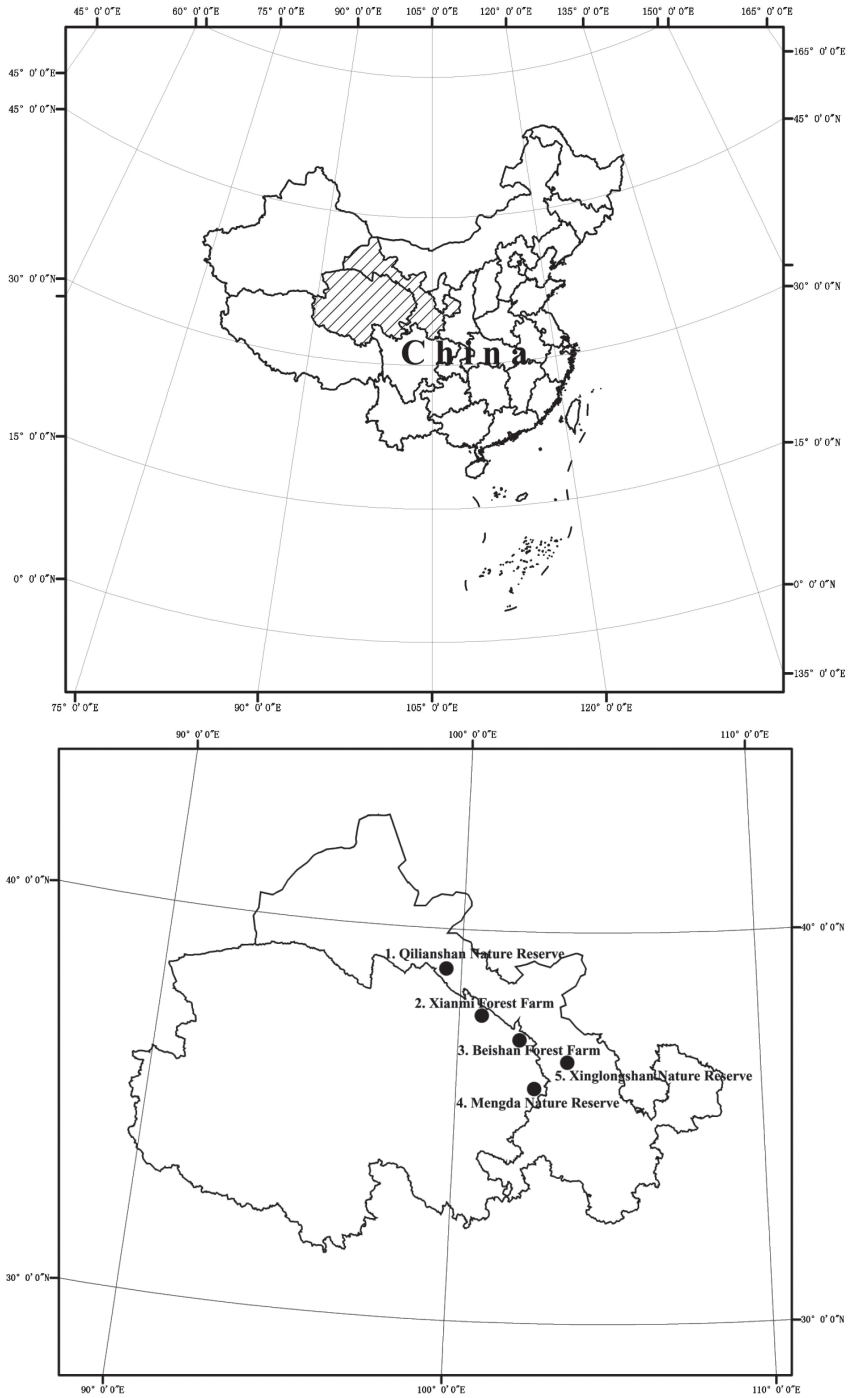 45° 0′0″E 60° 0′0″E 75° 0′0″E 90° 0′0″E 105° 0′0″E 120° 0′0″E 135° 0′0″E 150° 0′0″E 165° 0′0″E
165° 0′0″E
45° 0′0″E
45° 0′0″N
45° 0′0″N
30° 0′0″N
30° 0′0″N
China
15° 0′0″N
15° 0′0″N
0° 0′0″N
0° 0′0″N
135° 0′0″E
75° 0′0″E 90° 0′0″E 105° 0′0″E 120° 0′0″E
90° 0′0″E 100° 0′0″E 110° 0′0″E
40° 0′0″N
40° 0′0″N
1. Qilianshan Nature Reserve
2. Xianmi Forest Farm
3. Beishan Forest Farm
5. Xinglongshan Nature Reserve
4. Mengda Nature Reserve
30° 0′0″N
30° 0′0″N
90° 0′0″E 100° 0′0″E 110° 0′0″E